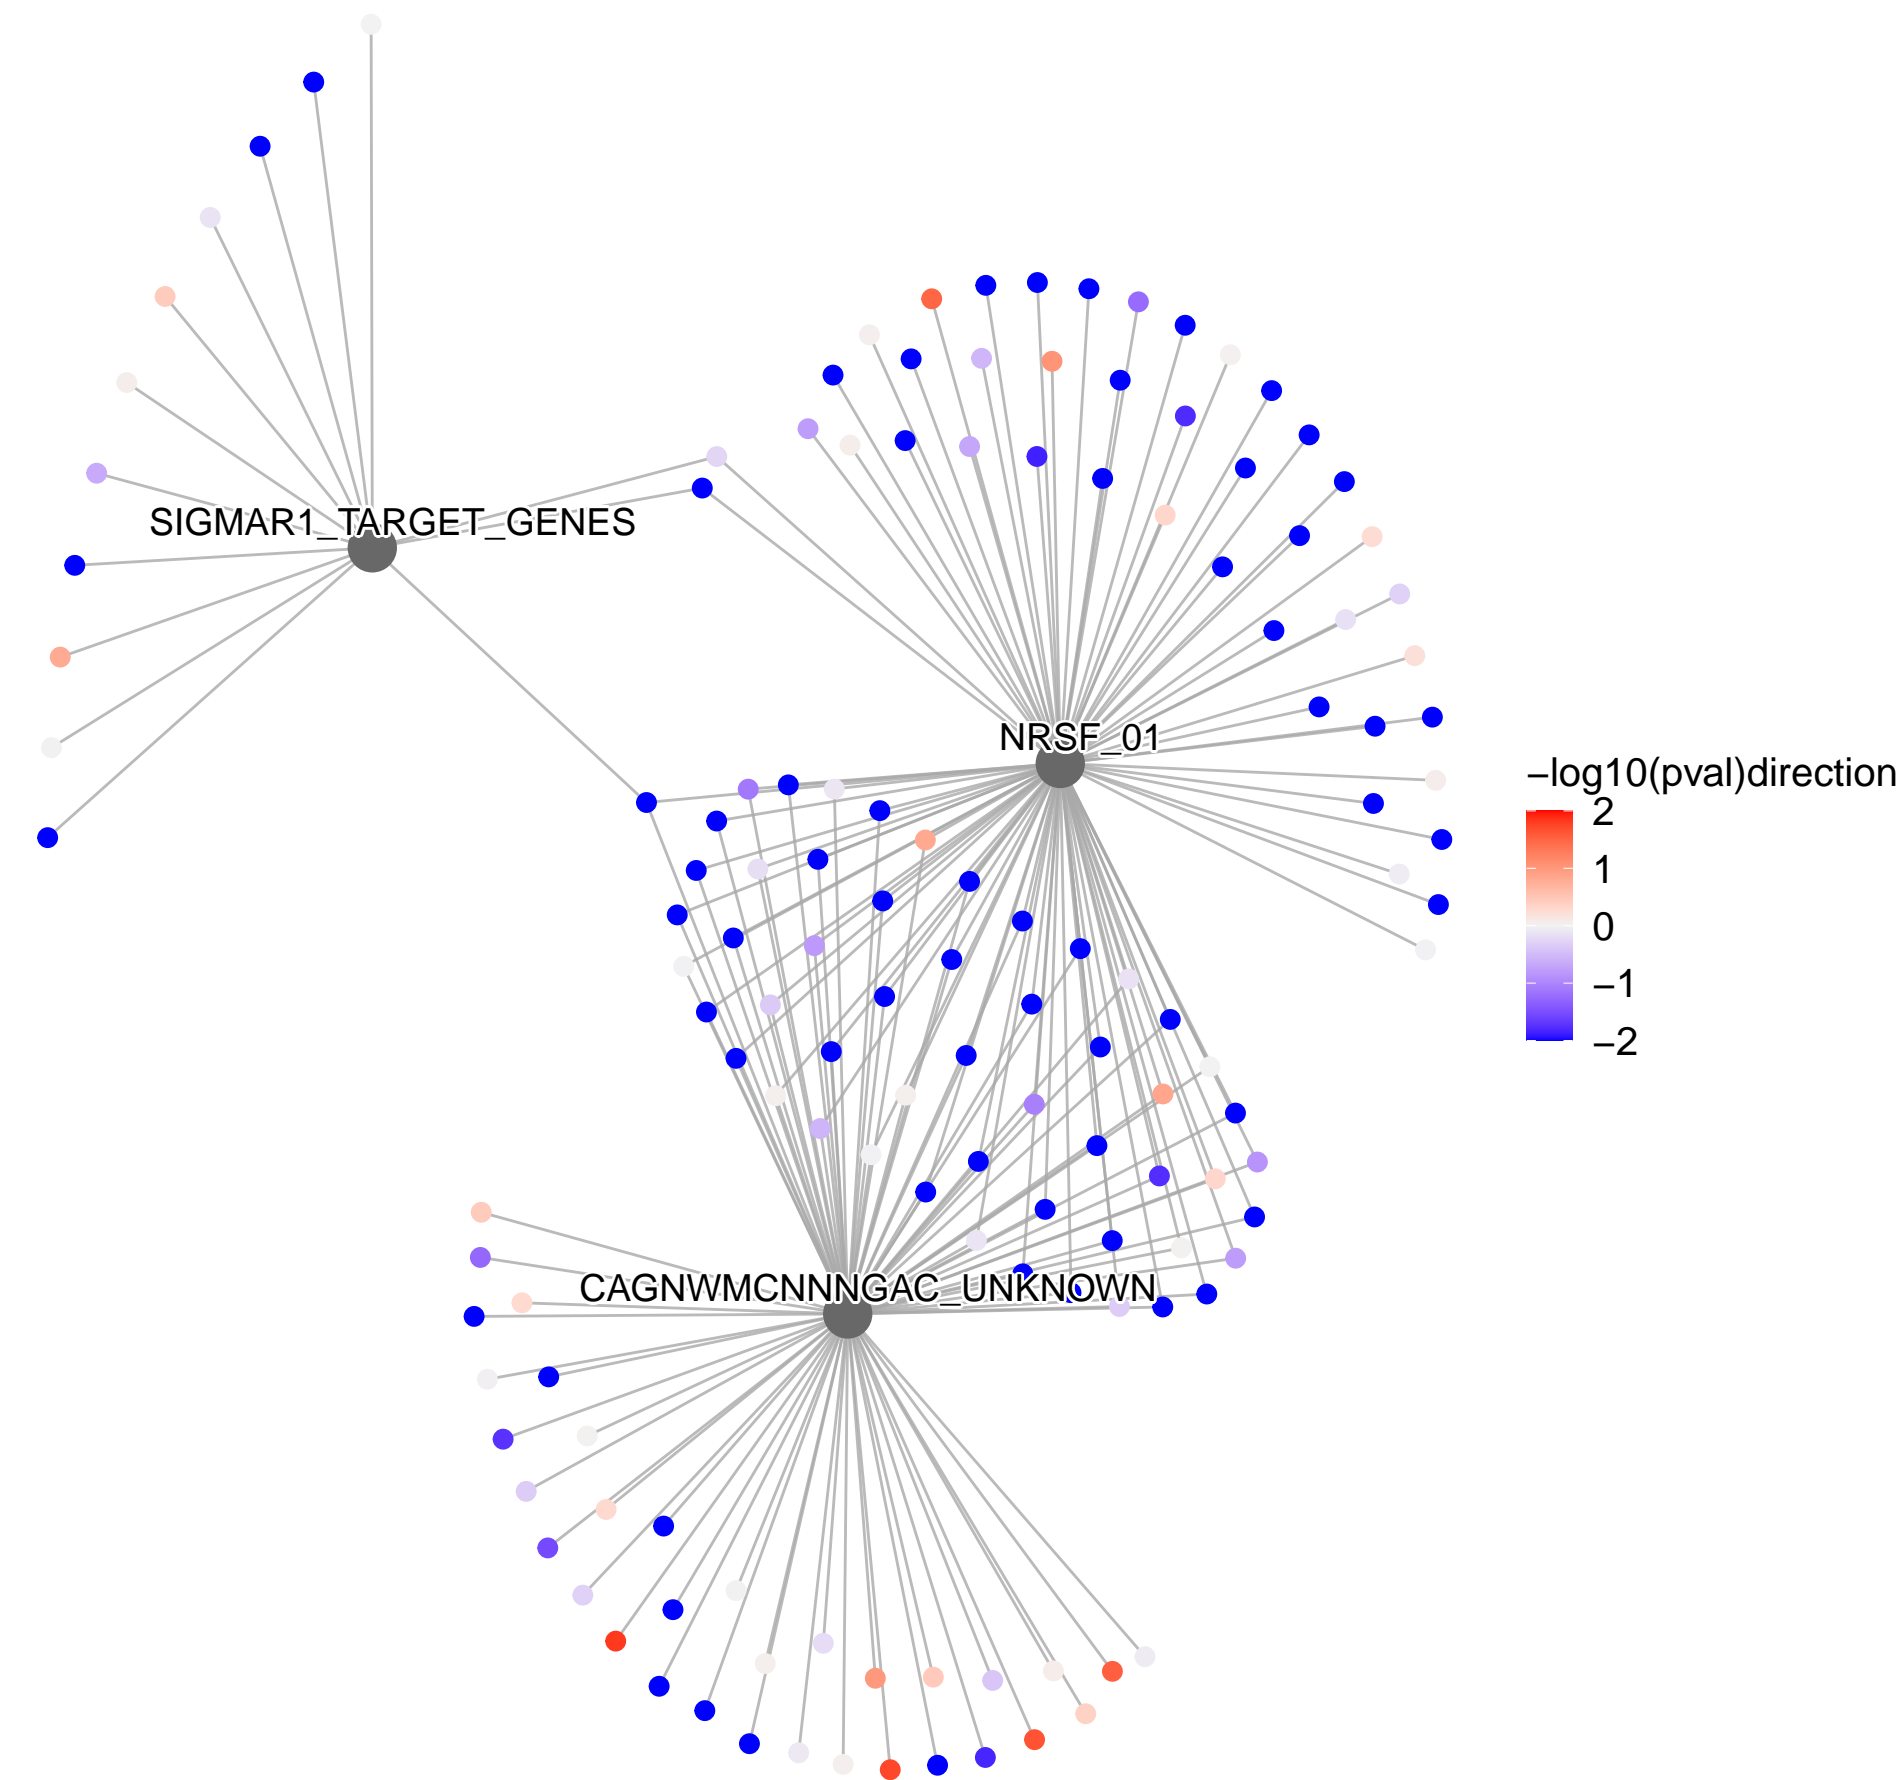 SIGMAR1_TARGET_GENES
NRSF_01
−log10(pval)direction
2
1
0
−1
−2
CAGNWMCNNNGAC_UNKNOWN